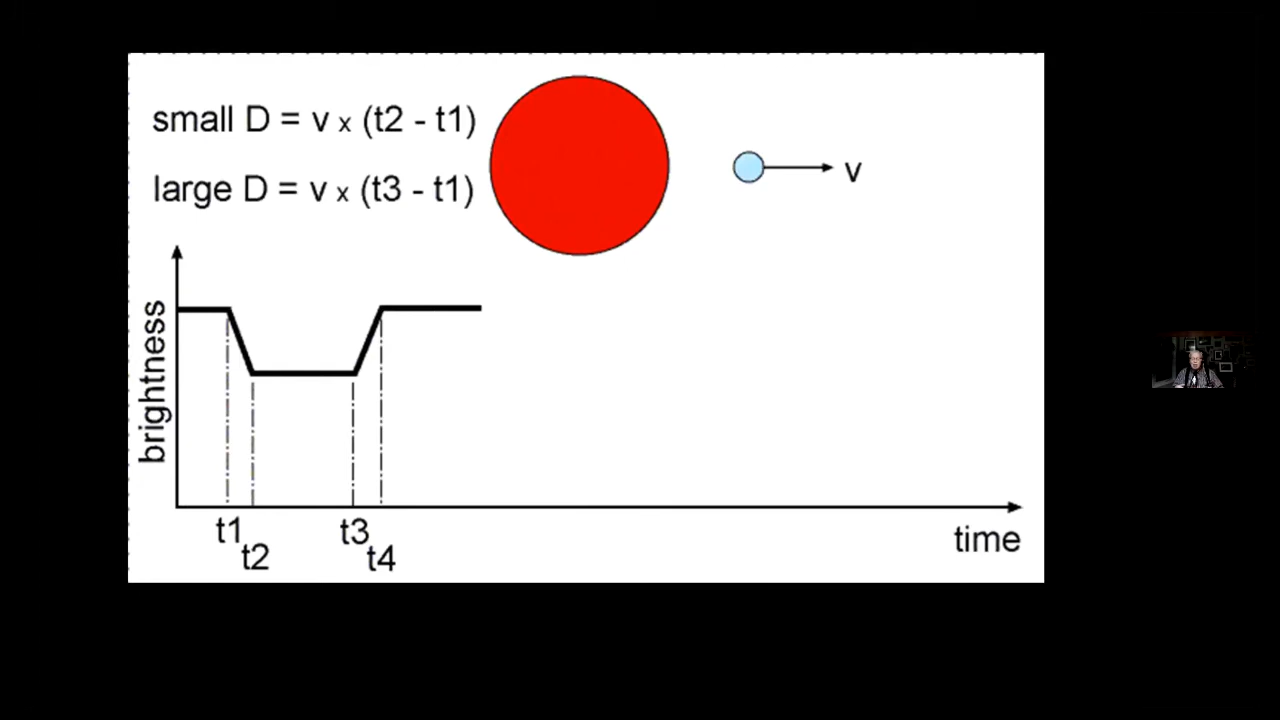 small D = v x (t2 - t1)
large D = v x (t3 - t1)
v
brightness
t1
t2
t3
t4
time